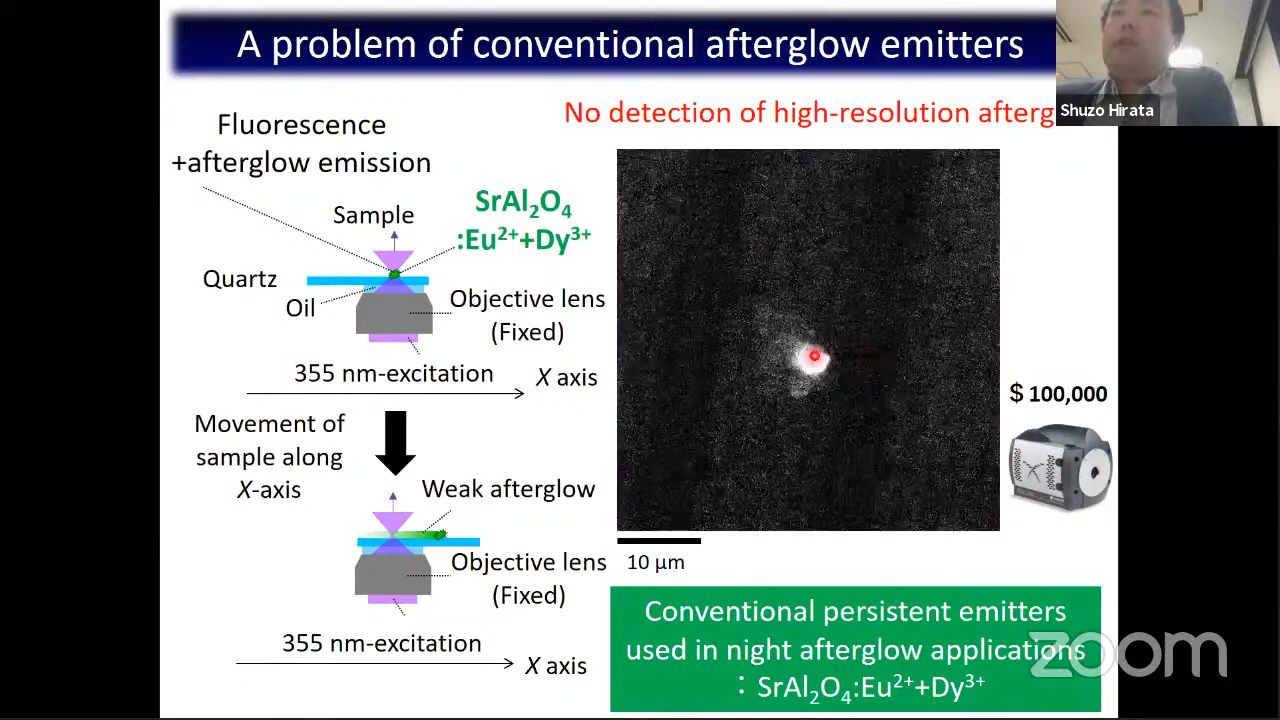 A problem of conventional afterglow emitters
Shuzo Hirata
No detection of high-resolution
Fluorescence
+afterglow emission
SrAl₂O₄
:Eu²⁺+Dy³⁺
Sample
Quartz
Oil
Objective lens
(Fixed)
355 nm-excitation
X axis
Movement of
sample along
X-axis
Weak afterglow
Objective lens
(Fixed)
355 nm-excitation
X axis
10 μm
$ 100,000
Conventional persistent emitters
used in night afterglow applications
: SrAl₂O₄:Eu²⁺+Dy³⁺
zoom